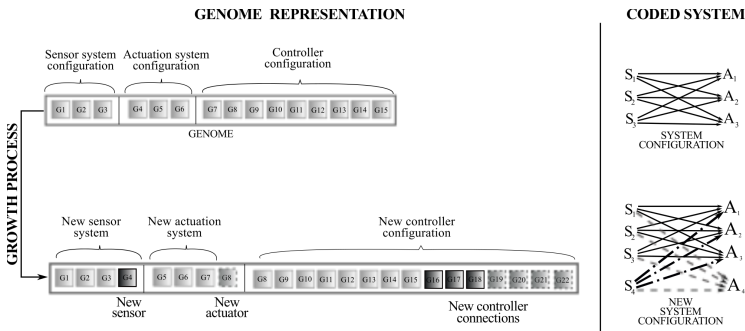 GENOME REPRESENTATION
CODED SYSTEM
Sensor system configuration
Actuation system configuration
Controller configuration
G1 G2 G3 G4 G5 G6 G7 G8 G9 G10 G11 G12 G13 G14 G15
GENOME
GROWTH PROCESS
S1 A1
S2 A2
S3 A3
SYSTEM CONFIGURATION
New sensor system
New actuation system
New controller configuration
G1 G2 G3 G4 G5 G6 G7 G8 G8 G9 G10 G11 G12 G13 G14 G15 G16 G17 G18 G19 G20 G21 G22
New sensor
New actuator
New controller connections
S1 A1
S2 A2
S3 A3
S4 A4
NEW SYSTEM CONFIGURATION